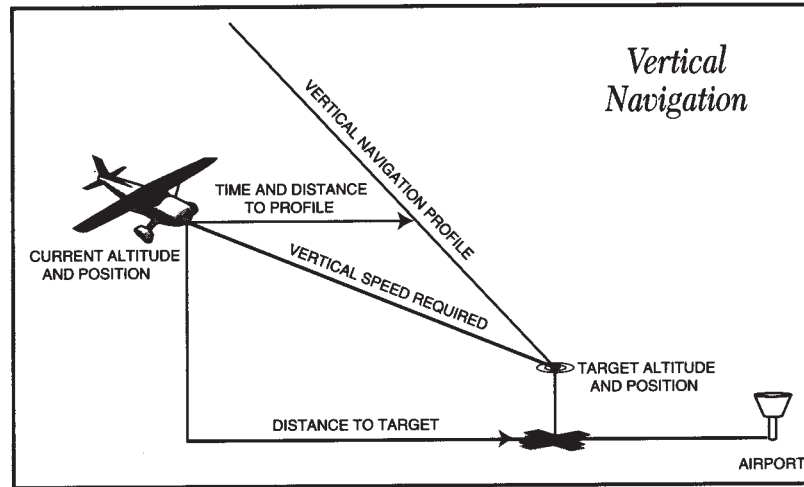 Vertical
Navigation
VERTICAL NAVIGATION PROFILE
TIME AND DISTANCE
TO PROFILE
CURRENT ALTITUDE
AND POSITION
VERTICAL SPEED REQUIRED
TARGET ALTITUDE
AND POSITION
DISTANCE TO TARGET
AIRPORT